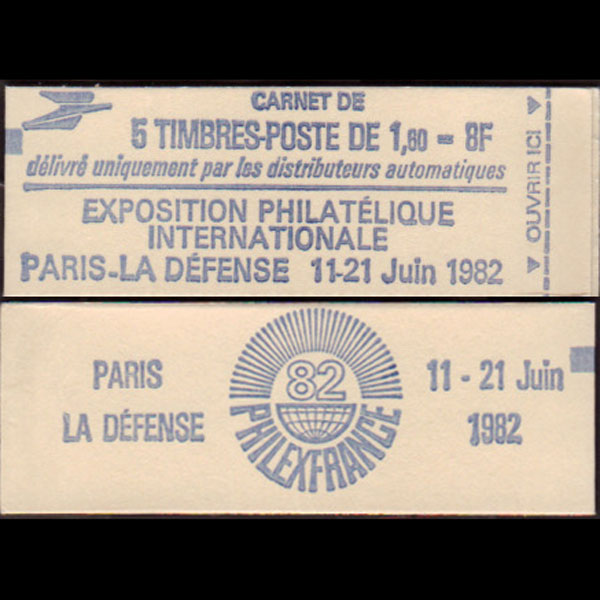 CARNET DE
5 TIMBRES-POSTE DE 1,60 = 8F
délivré uniquement par les distributeurs automatiques
EXPOSITION PHILATÉLIQUE
INTERNATIONALE
PARIS-LA DÉFENSE 11-21 Juin 1982
OUVRIR ICI
PARIS
LA DÉFENSE
82
PHILEXFRANCE
11 - 21 Juin
1982